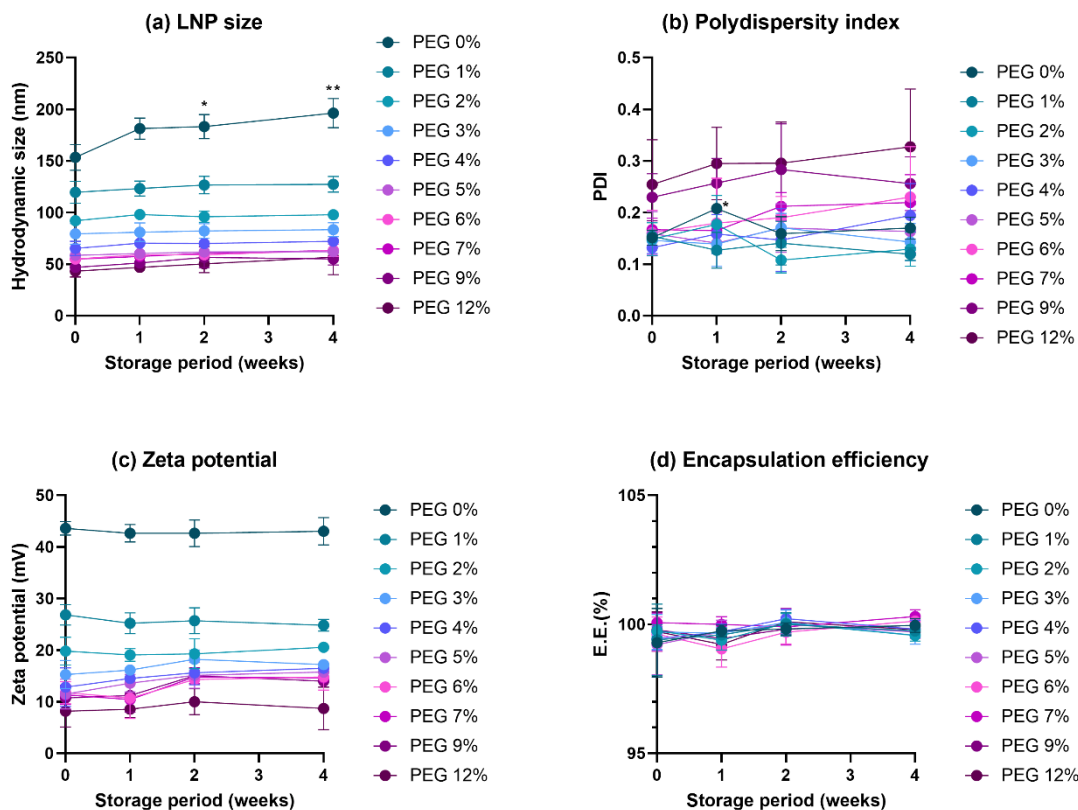 (a) LNP size
Hydrodynamic size (nm)
250
200
150
100
50
0
*
**
0 1 2 3 4
Storage period (weeks)
PEG 0%
PEG 1%
PEG 2%
PEG 3%
PEG 4%
PEG 5%
PEG 6%
PEG 7%
PEG 9%
PEG 12%
(b) Polydispersity index
PDI
0.5
0.4
0.3
0.2
0.1
0.0
*
0 1 2 3 4
Storage period (weeks)
PEG 0%
PEG 1%
PEG 2%
PEG 3%
PEG 4%
PEG 5%
PEG 6%
PEG 7%
PEG 9%
PEG 12%
(c) Zeta potential
Zeta potential (mV)
50
40
30
20
10
0
0 1 2 3 4
Storage period (weeks)
PEG 0%
PEG 1%
PEG 2%
PEG 3%
PEG 4%
PEG 5%
PEG 6%
PEG 7%
PEG 9%
PEG 12%
(d) Encapsulation efficiency
E.E.(%)
105
100
95
0 1 2 3 4
Storage period (weeks)
PEG 0%
PEG 1%
PEG 2%
PEG 3%
PEG 4%
PEG 5%
PEG 6%
PEG 7%
PEG 9%
PEG 12%